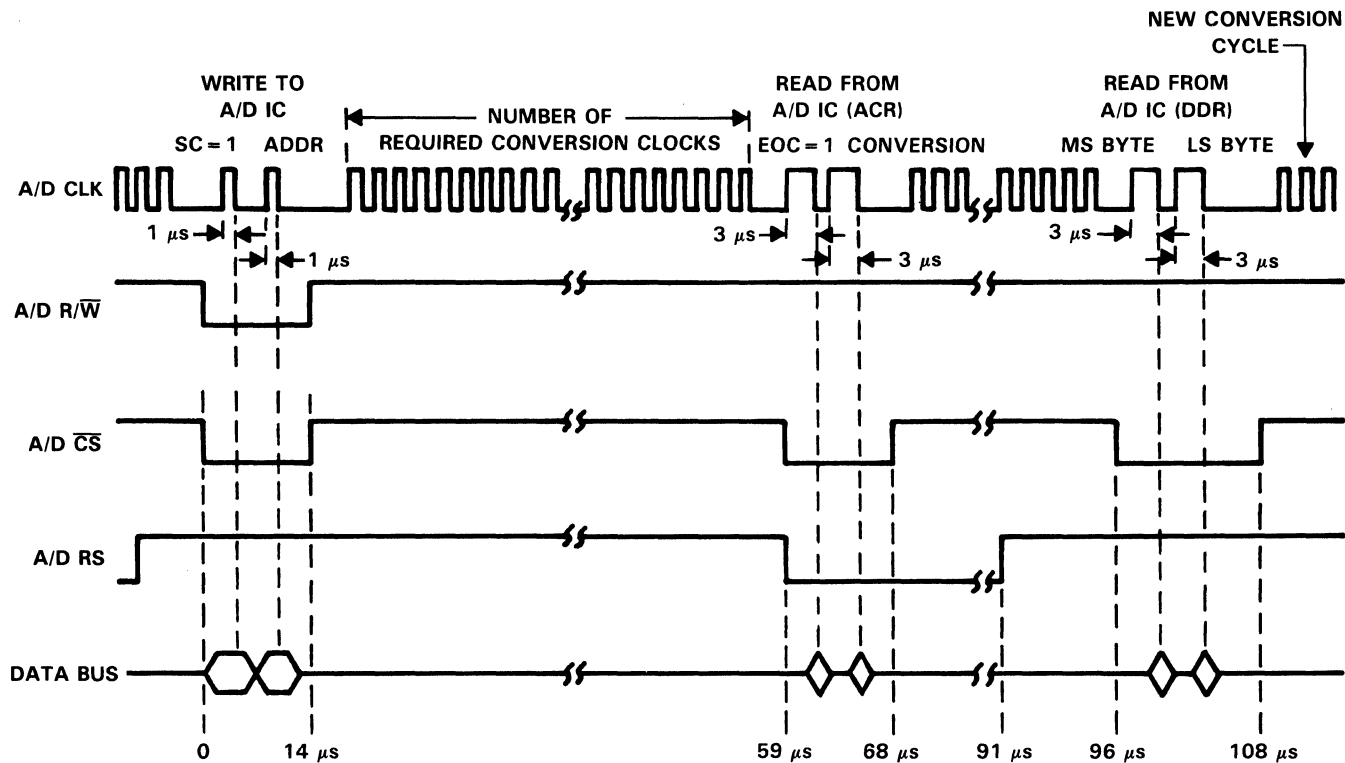 NEW CONVERSION
CYCLE
WRITE TO
A/D IC
SC = 1 ADDR
NUMBER OF
REQUIRED CONVERSION CLOCKS
READ FROM
A/D IC (ACR)
EOC = 1 CONVERSION
READ FROM
A/D IC (DDR)
MS BYTE LS BYTE
A/D CLK
1 μs
1 μs
3 μs
3 μs
3 μs
3 μs
A/D R/W̅
A/D C̅S̅
A/D RS
DATA BUS
0 14 μs 59 μs 68 μs 91 μs 96 μs 108 μs